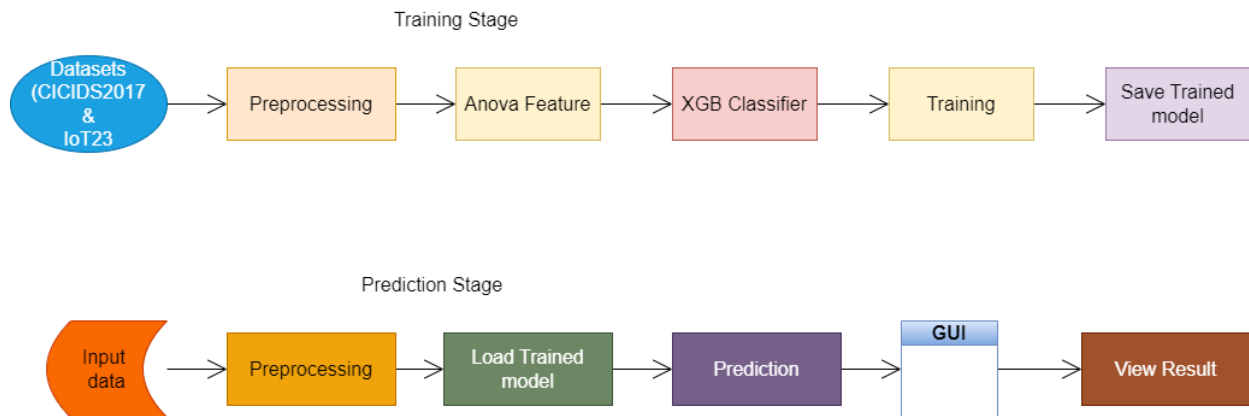 Training Stage
Datasets
(CICIDS2017
&
IoT23
Preprocessing
Anova Feature
XGB Classifier
Training
Save Trained
model
Prediction Stage
Input
data
Preprocessing
Load Trained
model
Prediction
GUI
View Result